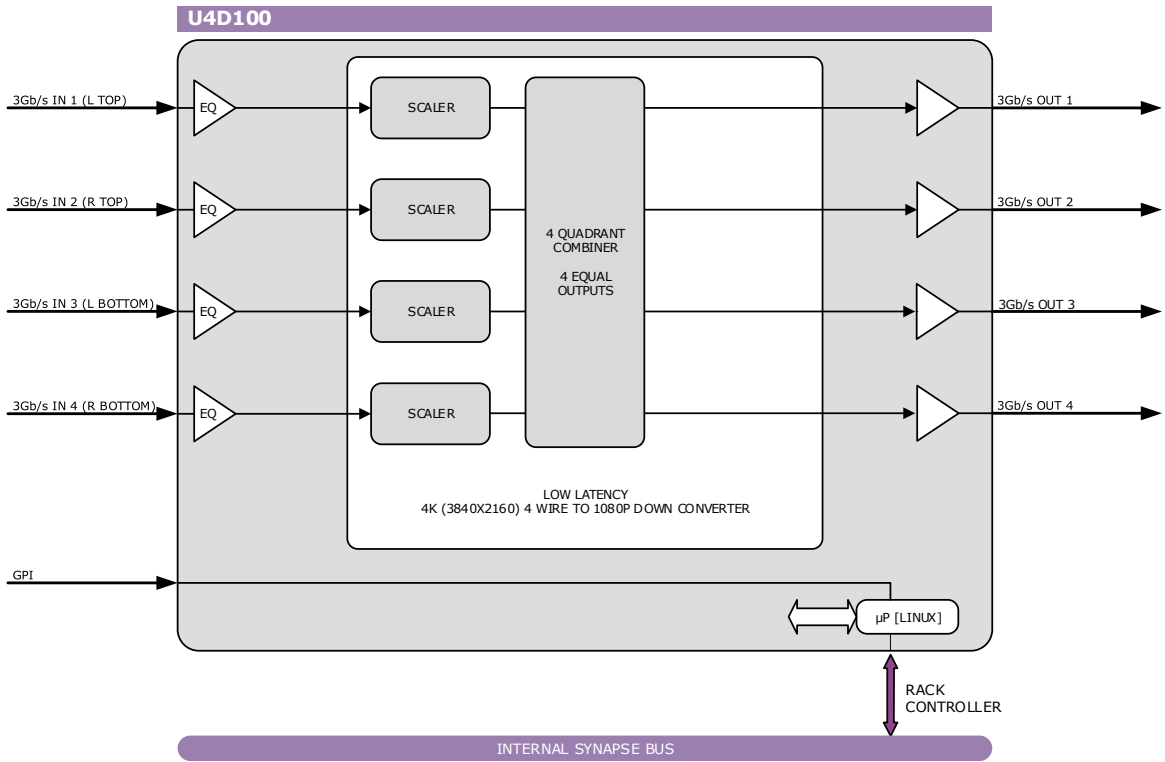 U4D100
3Gb/s IN 1 (L TOP)
EQ
SCALER
3Gb/s OUT 1
3Gb/s IN 2 (R TOP)
EQ
SCALER
3Gb/s OUT 2
4 QUADRANT
COMBINER
4 EQUAL
OUTPUTS
3Gb/s IN 3 (L BOTTOM)
EQ
SCALER
3Gb/s OUT 3
3Gb/s IN 4 (R BOTTOM)
EQ
SCALER
3Gb/s OUT 4
LOW LATENCY
4K (3840X2160) 4 WIRE TO 1080P DOWN CONVERTER
GPI
µP [LINUX]
RACK
CONTROLLER
INTERNAL SYNAPSE BUS